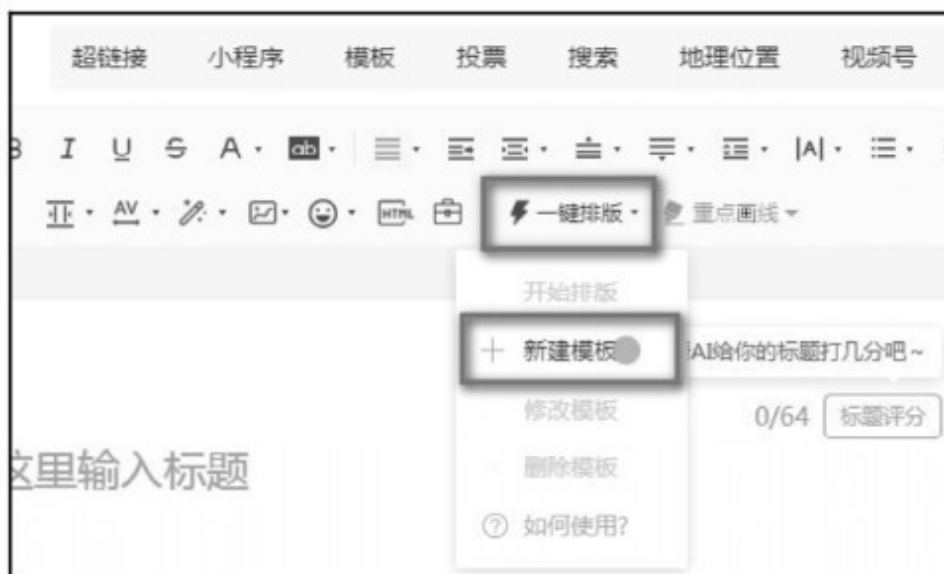 超链接 小程序 模板 投票 搜索 地理位置 视频号
B I U S A ab |A|
AV HTML 一键排版 重点画线
开始排版
+ 新建模板 AI给你的标题打几分吧~
修改模板 0/64 标题评分
这里输入标题 删除模板
? 如何使用?